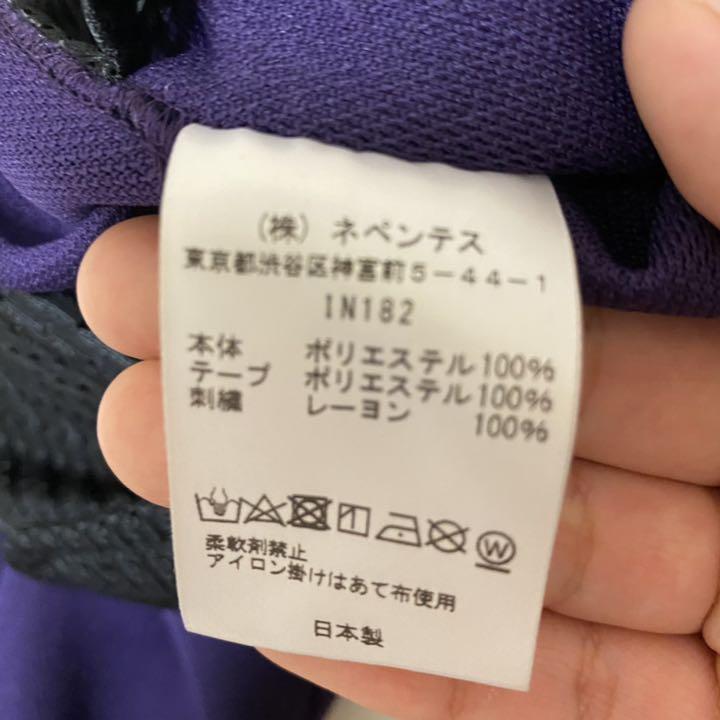 (株) ネペンテス
東京都渋谷区神宮前5-44-1
IN182
本体 ポリエステル100%
テープ ポリエステル100%
刺繍 レーヨン 100%
W
柔軟剤禁止
アイロン掛けはあて布使用
日本製